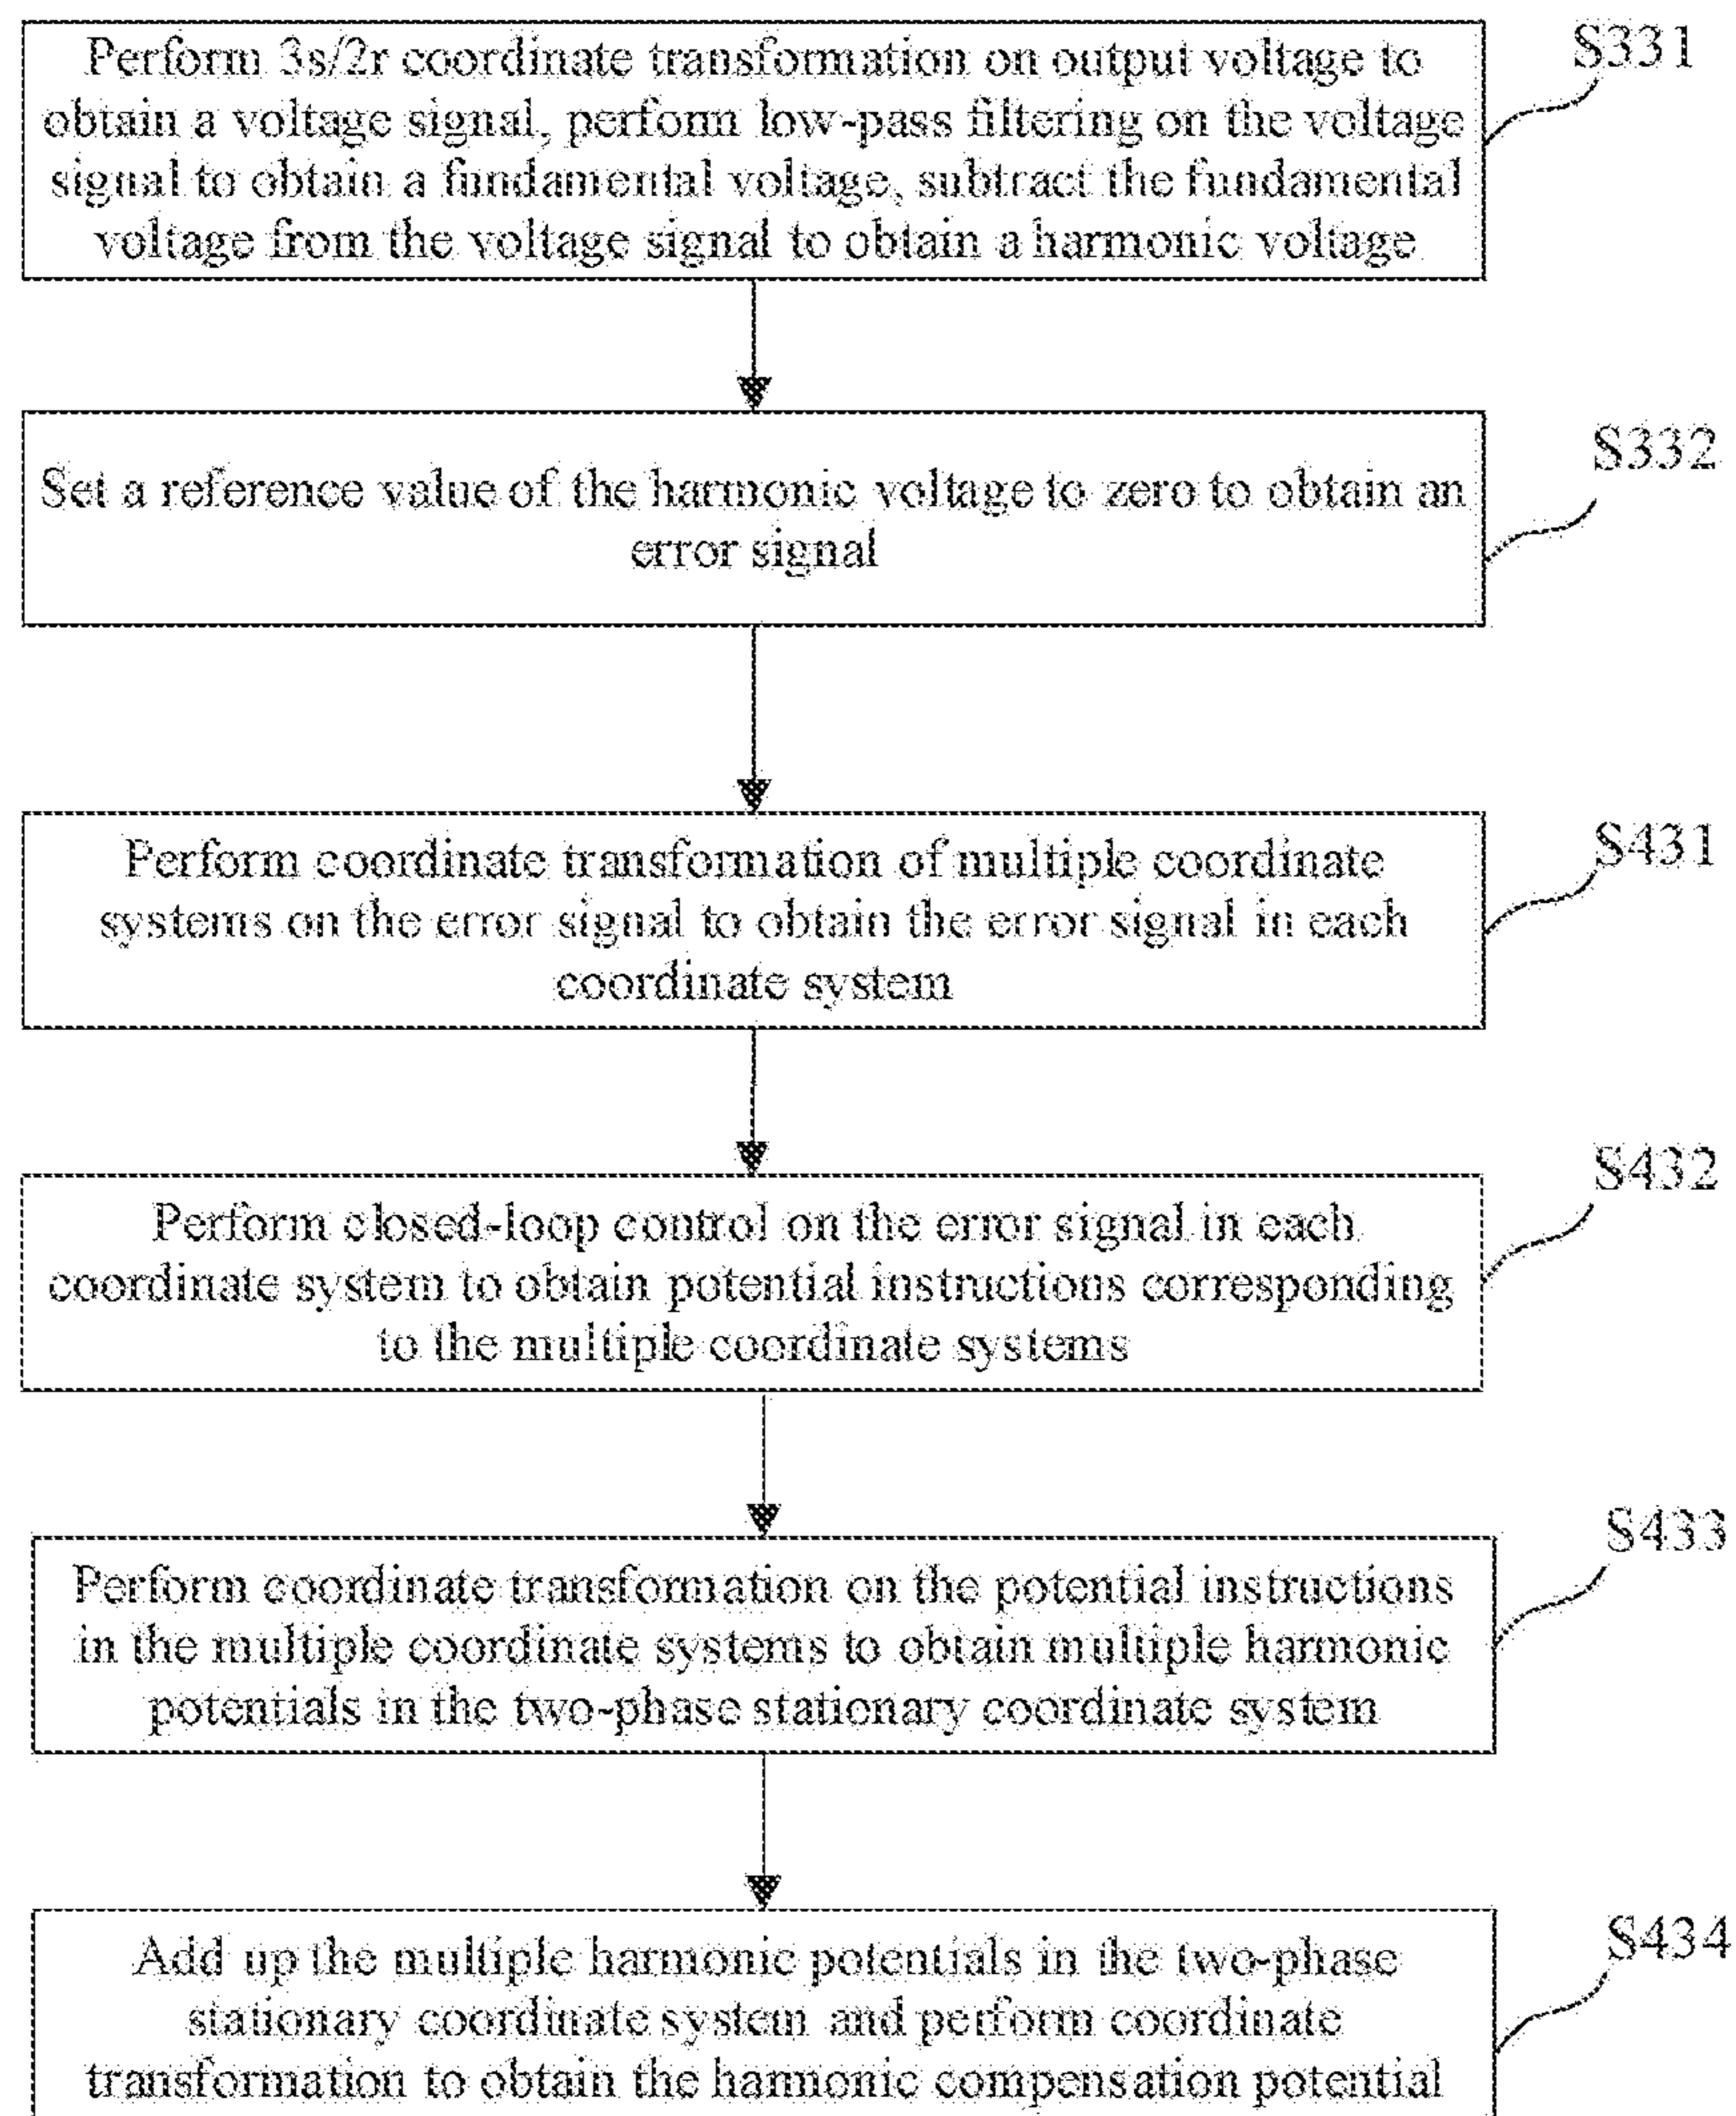 Perform 3s/2r coordinate transformation on output voltage to
obtain a voltage signal, perform low-pass filtering on the voltage
signal to obtain a fundamental voltage, subtract the fundamental
voltage from the voltage signal to obtain a harmonic voltage
S331
Set a reference value of the harmonic voltage to zero to obtain an
error signal
S332
Perform coordinate transformation of multiple coordinate
systems on the error signal to obtain the error signal in each
coordinate system
S431
Perform closed-loop control on the error signal in each
coordinate system to obtain potential instructions corresponding
to the multiple coordinate systems
S432
Perform coordinate transformation on the potential instructions
in the multiple coordinate systems to obtain multiple harmonic
potentials in the two-phase stationary coordinate system
S433
Add up the multiple harmonic potentials in the two-phase
stationary coordinate system and perform coordinate
transformation to obtain the harmonic compensation potential
S434